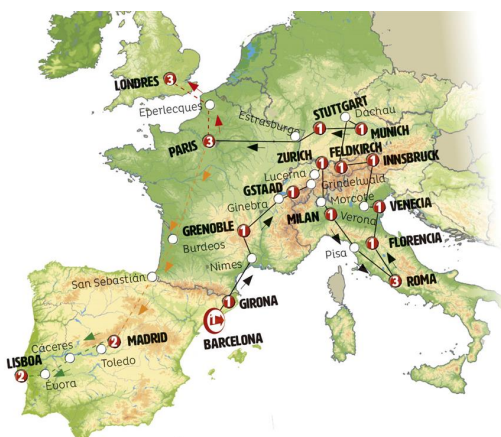 LONDRES 3
Eperlecques
STUTTGART
Dachau
Estrasburgo
1 1 MUNICH
PARIS 3
ZURICH FELDKIRCH
1 1 1 INNSBRUCK
Lucerna
GSTAAD 1 Grindelwald
Ginebra
Morcote
1 VENECIA
GRENOBLE
1
MILAN 1 Verona
Burdeos
1 FLORENCIA
Nimes
Pisa
San Sebastián
3 ROMA
1 GIRONA
1
BARCELONA
2 MADRID
Cáceres
Toledo
LISBOA
2
Evora